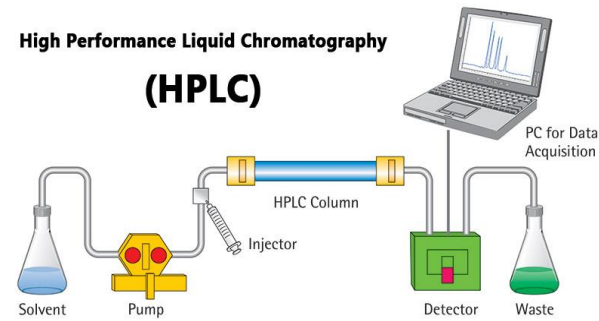 High Performance Liquid Chromatography
(HPLC)
PC for Data
Acquisition
HPLC Column
Injector
Solvent
Pump
Detector
Waste